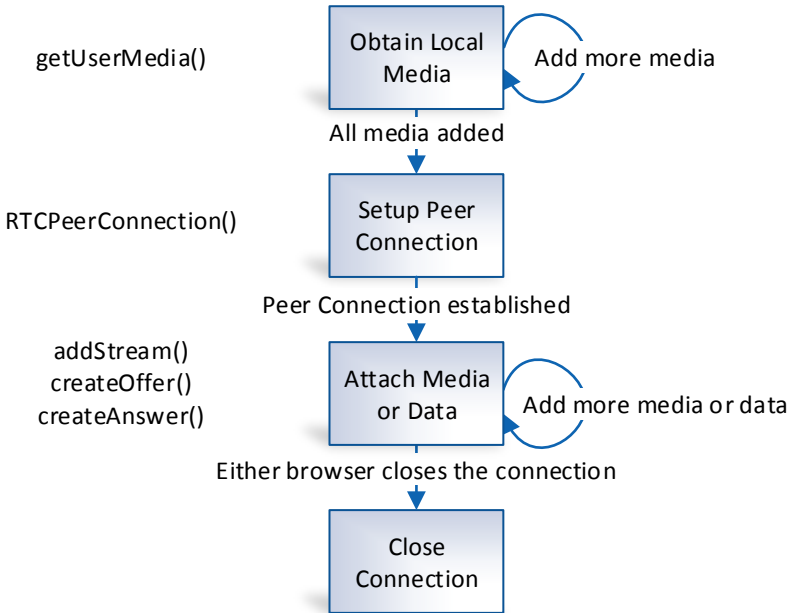 getUserMedia()
Obtain Local
Media
Add more media
All media added
RTCPeerConnection()
Setup Peer
Connection
Peer Connection established
addStream()
createOffer()
createAnswer()
Attach Media
or Data
Add more media or data
Either browser closes the connection
Close
Connection